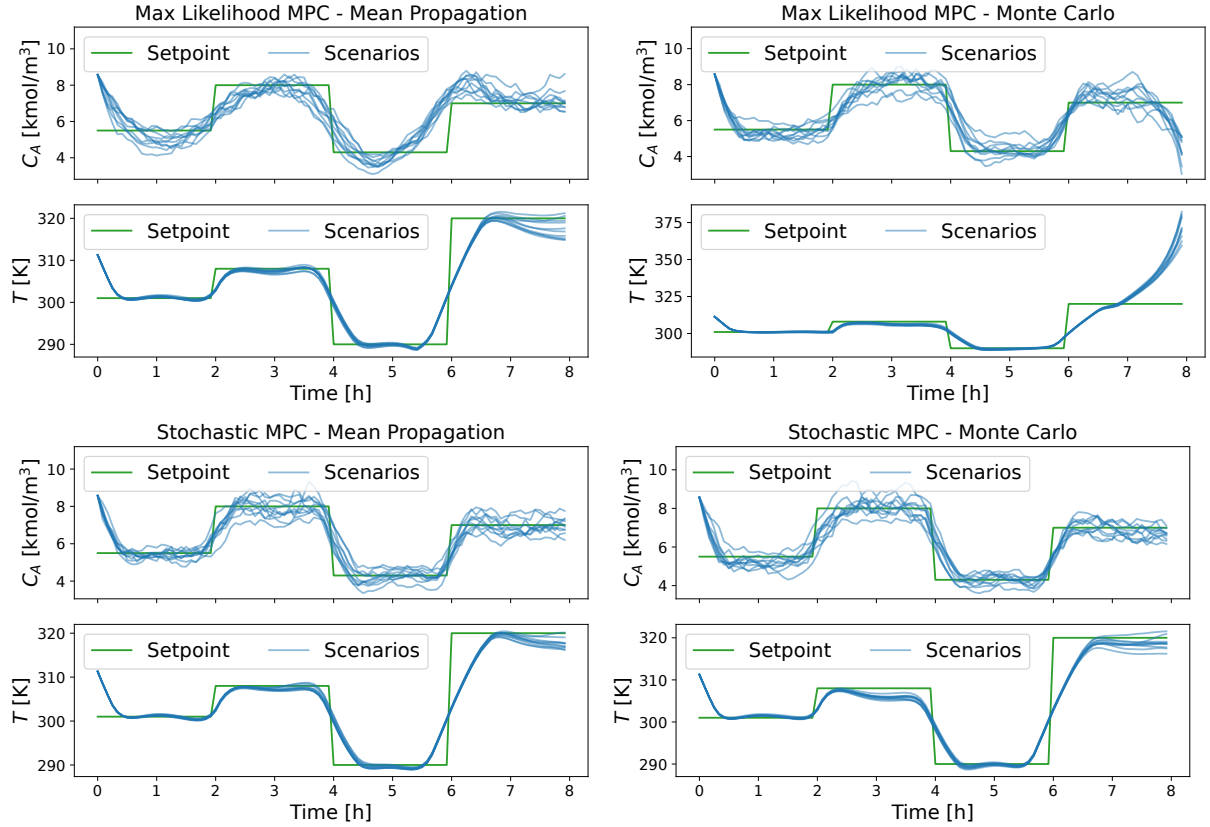 Max Likelihood MPC - Mean Propagation
10
8
6
4
C_A [kmol/m³]
Setpoint
Scenarios
320
310
300
290
T [K]
Setpoint
Scenarios
0 1 2 3 4 5 6 7 8
Time [h]
Max Likelihood MPC - Monte Carlo
10
8
6
4
C_A [kmol/m³]
Setpoint
Scenarios
375
350
325
300
T [K]
Setpoint
Scenarios
0 1 2 3 4 5 6 7 8
Time [h]
Stochastic MPC - Mean Propagation
10
8
6
4
C_A [kmol/m³]
Setpoint
Scenarios
320
310
300
290
T [K]
Setpoint
Scenarios
0 1 2 3 4 5 6 7 8
Time [h]
Stochastic MPC - Monte Carlo
10
8
6
4
C_A [kmol/m³]
Setpoint
Scenarios
320
310
300
290
T [K]
Setpoint
Scenarios
0 1 2 3 4 5 6 7 8
Time [h]